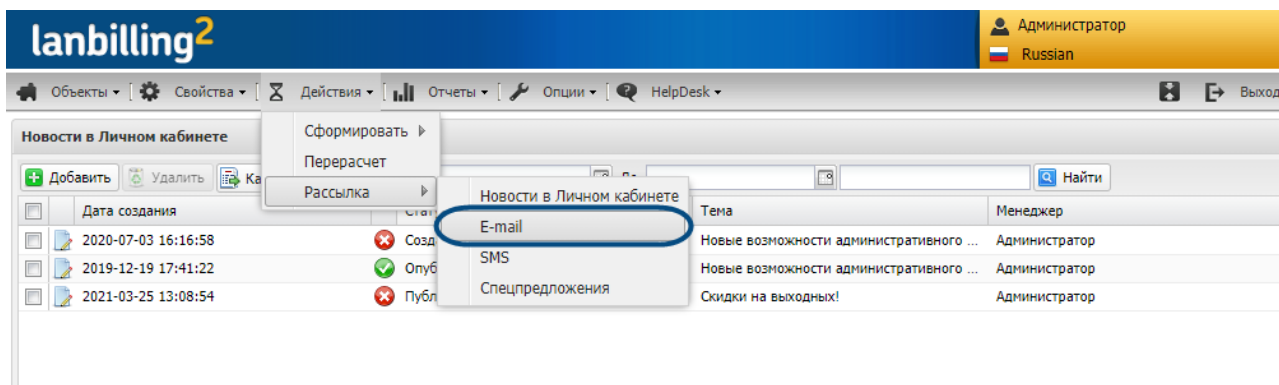 lanbilling2
Администратор
Russian
Объекты
Свойства
Действия
Отчеты
Опции
HelpDesk
Выход
Новости в Личном кабинете
Сформировать
Перерасчет
Рассылка
Новости в Личном кабинете
E-mail
SMS
Спецпредложения
Добавить
Удалить
Найти
Дата создания
Тема
Менеджер
2020-07-03 16:16:58
Созд
Новые возможности административного ...
Администратор
2019-12-19 17:41:22
Опуб
Новые возможности административного ...
Администратор
2021-03-25 13:08:54
Публ
Скидки на выходных!
Администратор